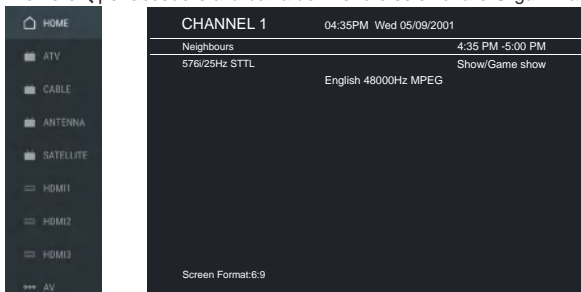 HOME
ATV
CABLE
ANTENNA
SATELLITE
HDMI1
HDMI2
HDMI3
AV
CHANNEL 1 04:35PM Wed 05/09/2001
Neighbours 4:35 PM -5:00 PM
576i/25Hz STTL Show/Game show
English 48000Hz MPEG
Screen Format:6:9